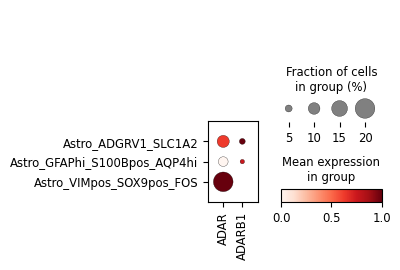 Fraction of cells
in group (%)
5 10 15 20
Mean expression
in group
0.0 0.5 1.0
Astro_ADGRV1_SLC1A2
Astro_GFAPhi_S100Bpos_AQP4hi
Astro_VIMpos_SOX9pos_FOS
ADAR
ADARB1